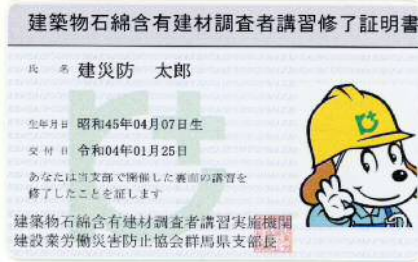 建築物石綿含有建材調査者講習修了証明書
氏 名 建災防 太郎
生年月日 昭和45年04月07日生
交付日 令和04年01月25日
あなたは当支部で開催した裏面の講習を
修了したことを証します
建築物石綿含有建材調査者講習実施機関
建設業労働災害防止協会群馬県支部長